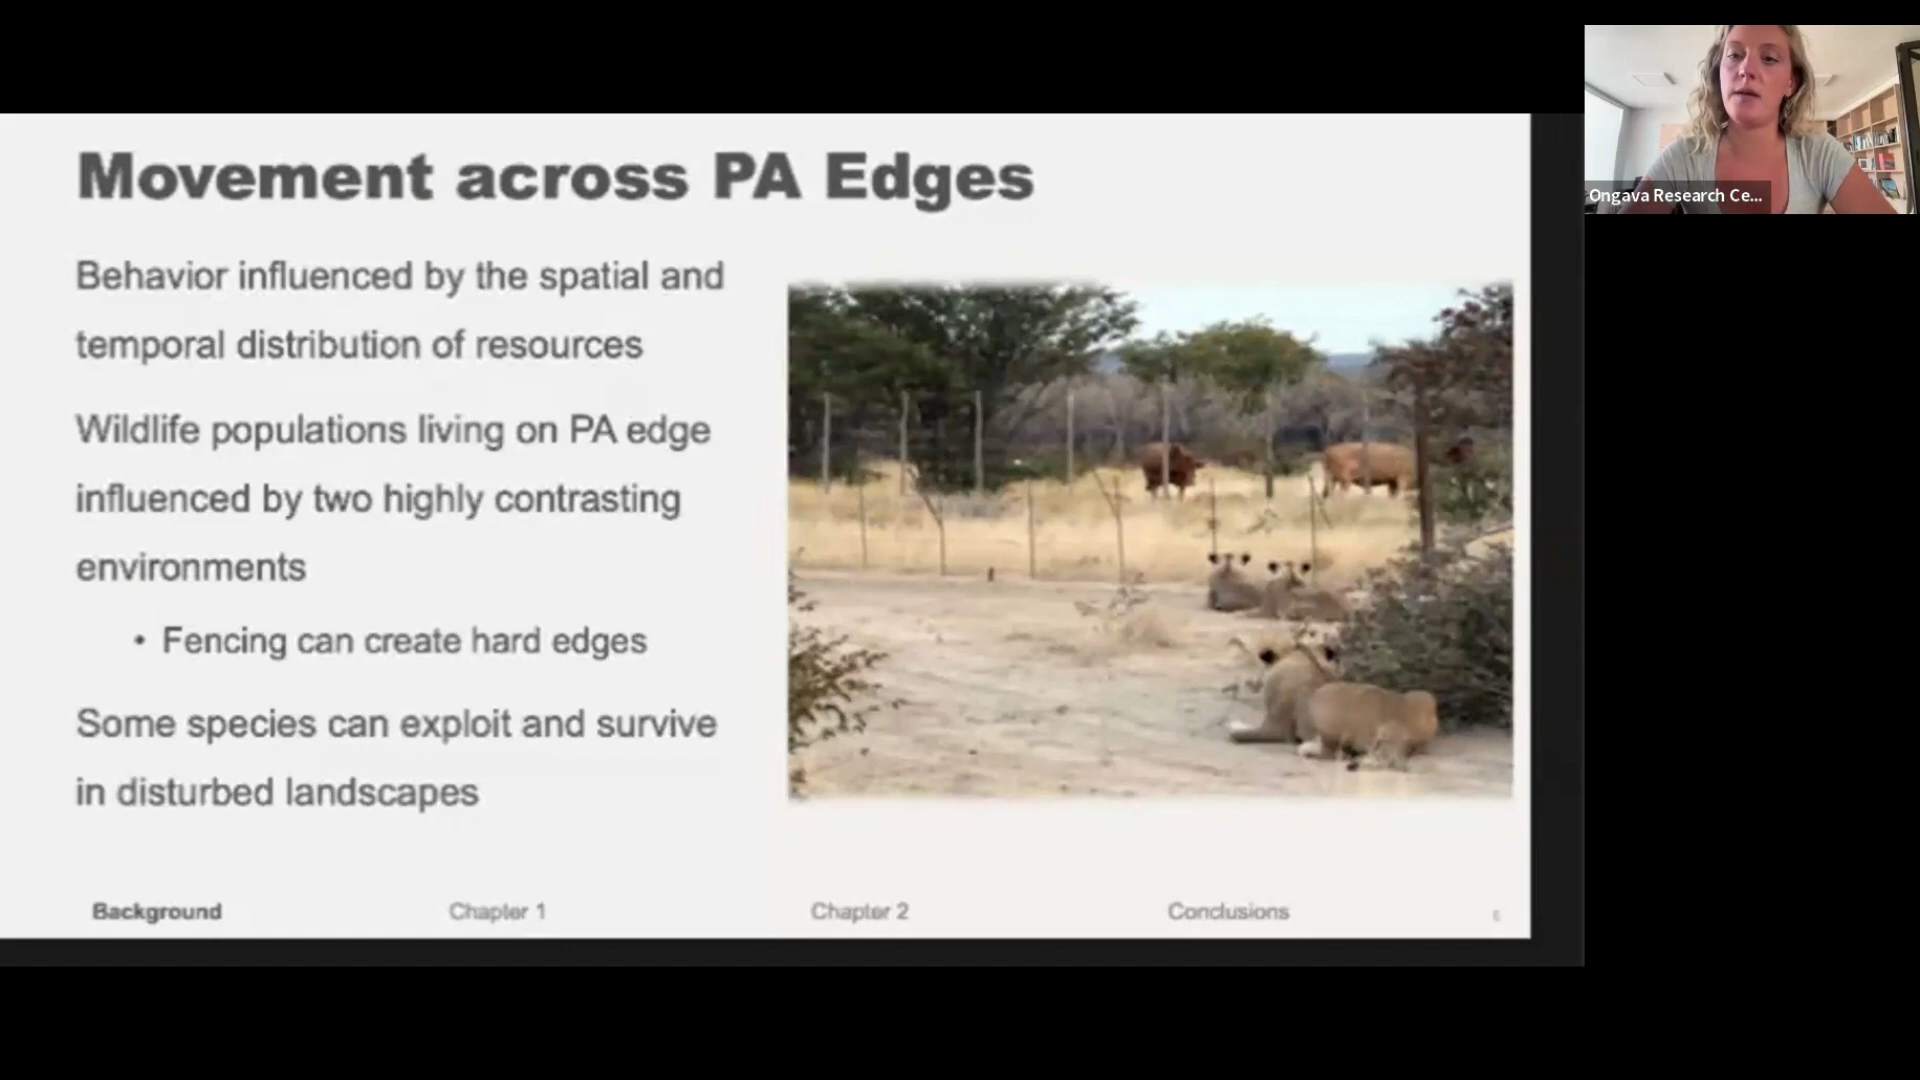 Movement across PA Edges
Behavior influenced by the spatial and
temporal distribution of resources
Wildlife populations living on PA edge
influenced by two highly contrasting
environments
• Fencing can create hard edges
Some species can exploit and survive
in disturbed landscapes
Background
Chapter 1
Chapter 2
Conclusions
Ongava Research Ce...